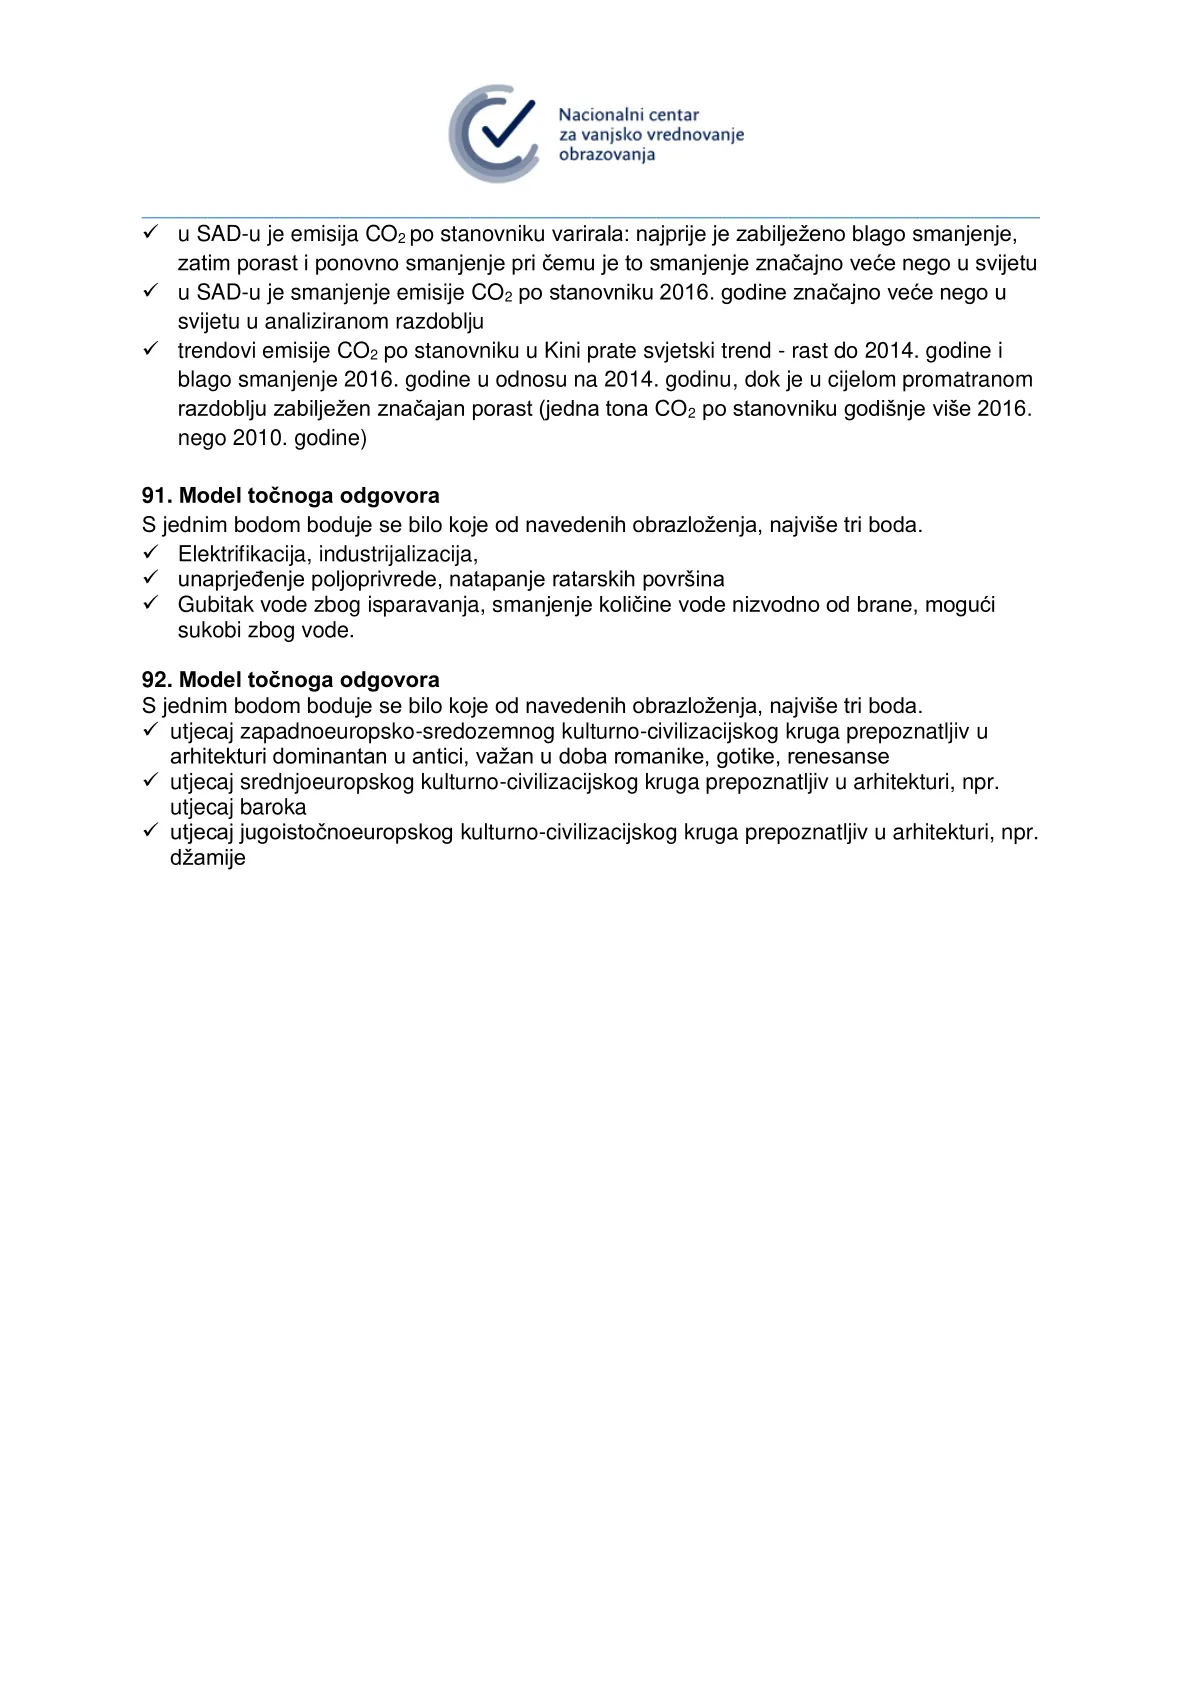 Nacionalni centar
za vanjsko vrednovanje
obrazovanja
✓ u SAD-u je emisija CO₂ po stanovniku varirala: najprije je zabilježeno blago smanjenje,
zatim porast i ponovno smanjenje pri čemu je to smanjenje značajno veće nego u svijetu
✓ u SAD-u je smanjenje emisije CO₂ po stanovniku 2016. godine značajno veće nego u
svijetu u analiziranom razdoblju
✓ trendovi emisije CO₂ po stanovniku u Kini prate svjetski trend - rast do 2014. godine i
blago smanjenje 2016. godine u odnosu na 2014. godinu, dok je u cijelom promatranom
razdoblju zabilježen značajan porast (jedna tona CO₂ po stanovniku godišnje više 2016.
nego 2010. godine)
91. Model točnoga odgovora
S jednim bodom boduje se bilo koje od navedenih obrazloženja, najviše tri boda.
✓ Elektrifikacija, industrijalizacija,
✓ unaprjeđenje poljoprivrede, natapanje ratarskih površina
✓ Gubitak vode zbog isparavanja, smanjenje količine vode nizvodno od brane, mogući
sukobi zbog vode.
92. Model točnoga odgovora
S jednim bodom boduje se bilo koje od navedenih obrazloženja, najviše tri boda.
✓ utjecaj zapadnoeuropsko-sredozemnog kulturno-civilizacijskog kruga prepoznatljiv u
arhitekturi dominantan u antici, važan u doba romanike, gotike, renesanse
✓ utjecaj srednjoeuropskog kulturno-civilizacijskog kruga prepoznatljiv u arhitekturi, npr.
utjecaj baroka
✓ utjecaj jugoistočnoeuropskog kulturno-civilizacijskog kruga prepoznatljiv u arhitekturi, npr.
džamije